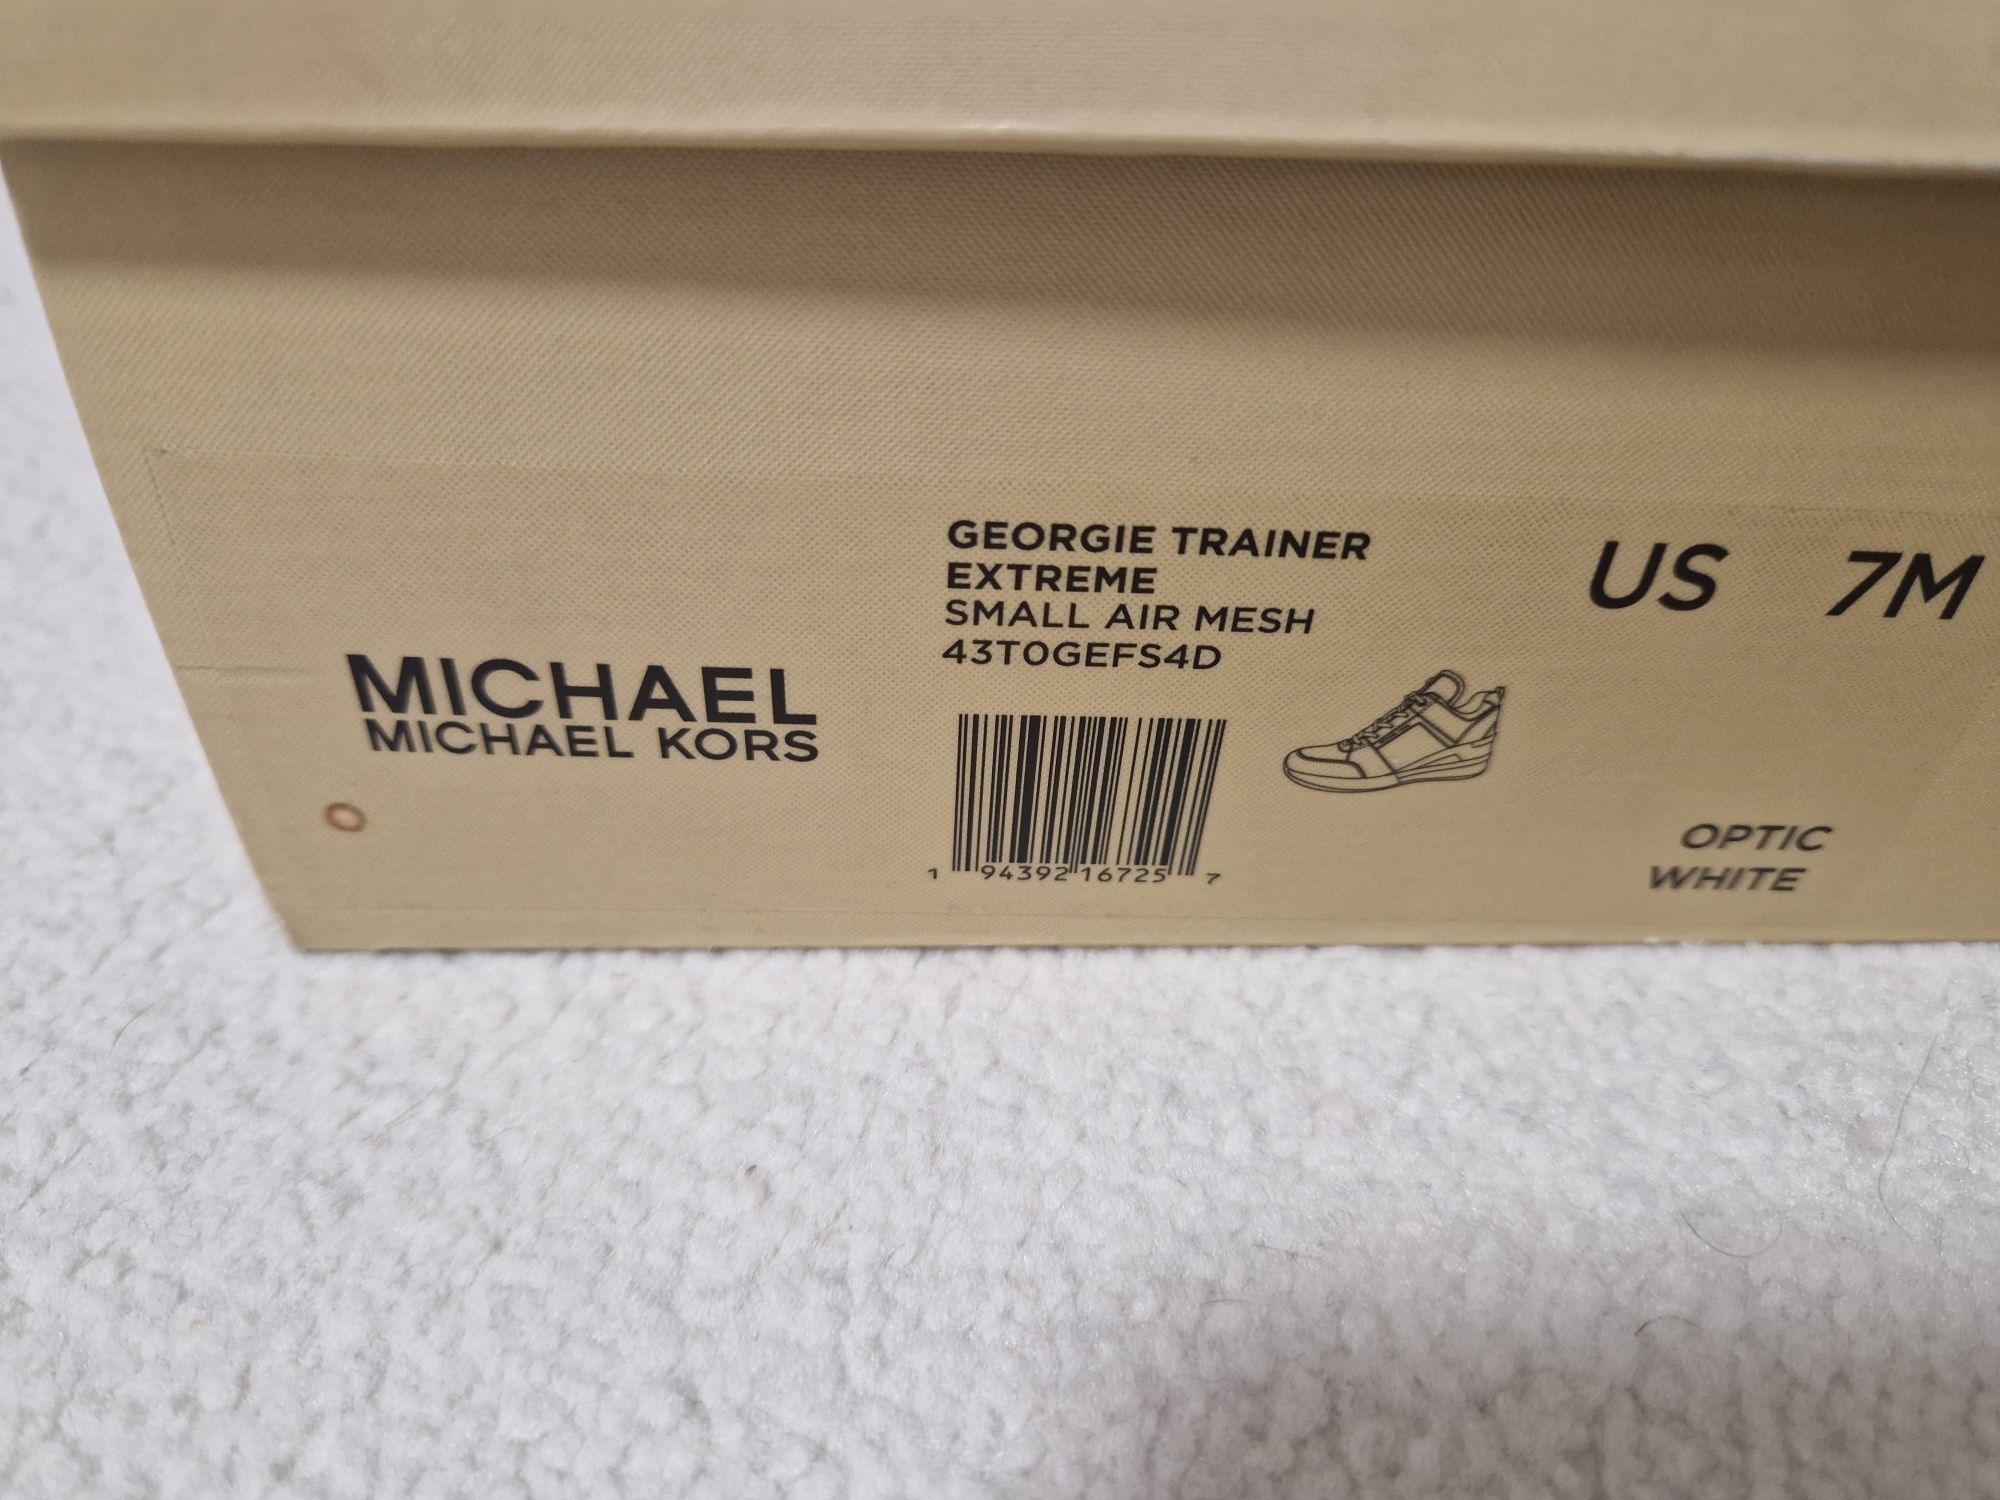 MICHAEL
MICHAEL KORS
GEORGIE TRAINER
EXTREME
SMALL AIR MESH
43T0GEFS4D
1 94392 16725 7
US 7M
OPTIC
WHITE